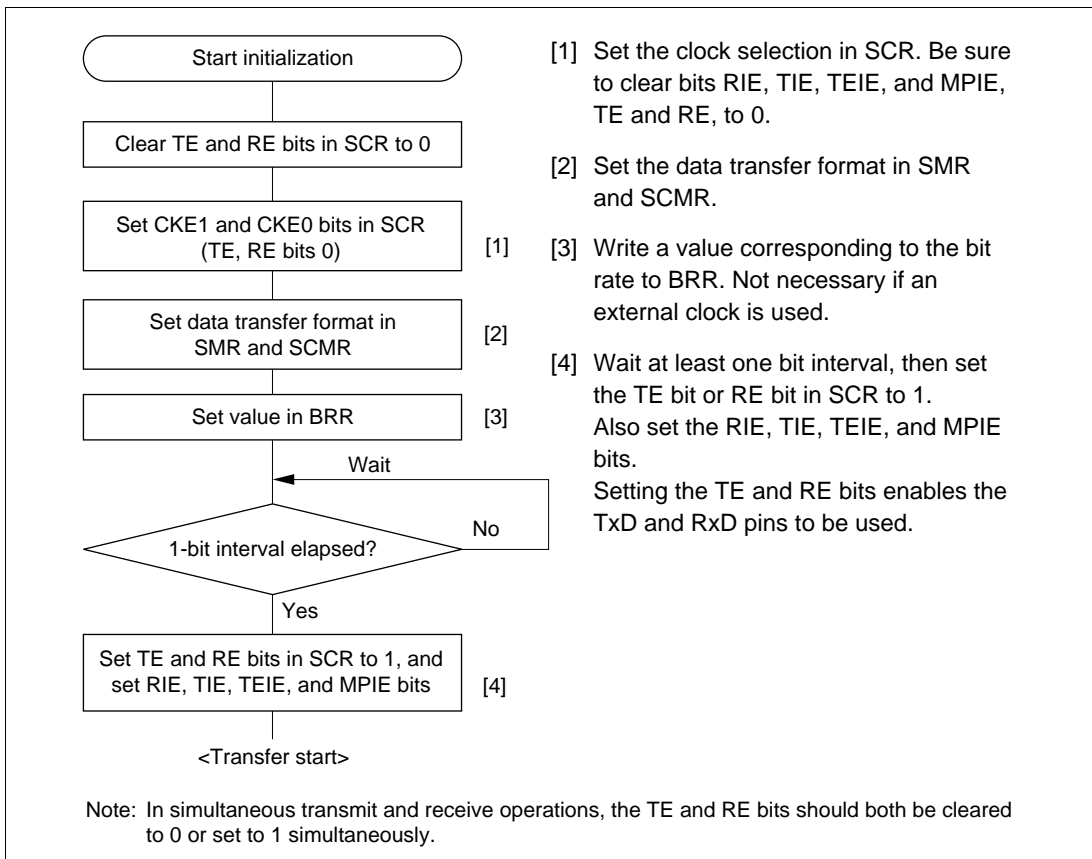 Start initialization
Clear TE and RE bits in SCR to 0
Set CKE1 and CKE0 bits in SCR
(TE, RE bits 0)
[1]
Set data transfer format in
SMR and SCMR
[2]
Set value in BRR
[3]
Wait
1-bit interval elapsed?
No
Yes
Set TE and RE bits in SCR to 1, and
set RIE, TIE, TEIE, and MPIE bits
[4]
<Transfer start>
[1] Set the clock selection in SCR. Be sure
to clear bits RIE, TIE, TEIE, and MPIE,
TE and RE, to 0.
[2] Set the data transfer format in SMR
and SCMR.
[3] Write a value corresponding to the bit
rate to BRR. Not necessary if an
external clock is used.
[4] Wait at least one bit interval, then set
the TE bit or RE bit in SCR to 1.
Also set the RIE, TIE, TEIE, and MPIE
bits.
Setting the TE and RE bits enables the
TxD and RxD pins to be used.
Note: In simultaneous transmit and receive operations, the TE and RE bits should both be cleared
to 0 or set to 1 simultaneously.